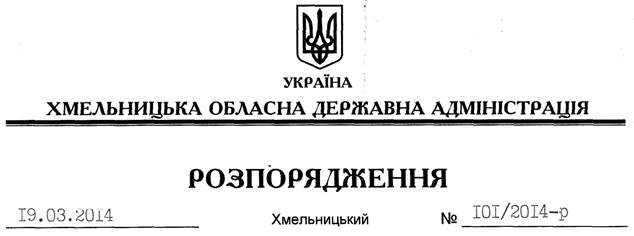 УКРАЇНА
ХМЕЛЬНИЦЬКА ОБЛАСНА ДЕРЖАВНА АДМІНІСТРАЦІЯ
РОЗПОРЯДЖЕННЯ
19.03.2014 Хмельницький № 101/2014-р